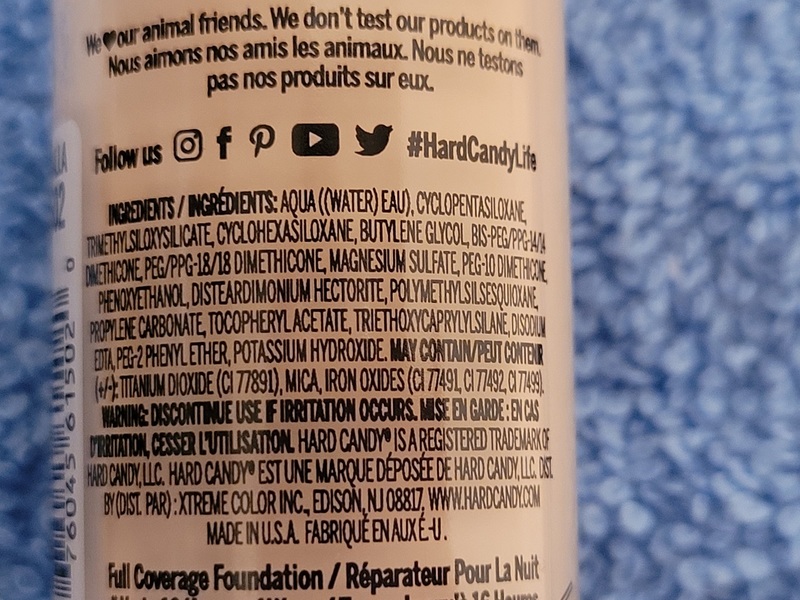 We ♥ our animal friends. We don't test our products on them.
Nous aimons nos amis les animaux. Nous ne testons
pas nos produits sur eux.
Follow us #HardCandyLife
INGREDIENTS / INGRÉDIENTS: AQUA ((WATER) EAU), CYCLOPENTASILOXANE,
TRIMETHYLSILOXYSILICATE, CYCLOHEXASILOXANE, BUTYLENE GLYCOL, BIS-PEG/PPG-14/14
DIMETHICONE, PEG/PPG-18/18 DIMETHICONE, MAGNESIUM SULFATE, PEG-10 DIMETHICONE,
PHENOXYETHANOL, DISTEARDIMONIUM HECTORITE, POLYMETHYLSILSESQUIOXANE,
PROPYLENE CARBONATE, TOCOPHERYL ACETATE, TRIETHOXYCAPRYLYLSILANE, DISODIUM
EDTA, PEG-2 PHENYL ETHER, POTASSIUM HYDROXIDE. MAY CONTAIN/PEUT CONTENIR
(+/-): TITANIUM DIOXIDE (CI 77891), MICA, IRON OXIDES (CI 77491, CI 77492, CI 77499).
WARNING: DISCONTINUE USE IF IRRITATION OCCURS. MISE EN GARDE : EN CAS
D'IRRITATION, CESSER L'UTILISATION. HARD CANDY® IS A REGISTERED TRADEMARK OF
HARD CANDY, LLC. HARD CANDY® EST UNE MARQUE DÉPOSÉE DE HARD CANDY, LLC. DIST.
BY (DIST. PAR) : XTREME COLOR INC., EDISON, NJ 08817, WWW.HARDCANDY.COM
MADE IN U.S.A. FABRIQUÉ EN AUX É.-U.
Full Coverage Foundation / Réparateur Pour La Nuit
16 Heures
02
0
76045 61502